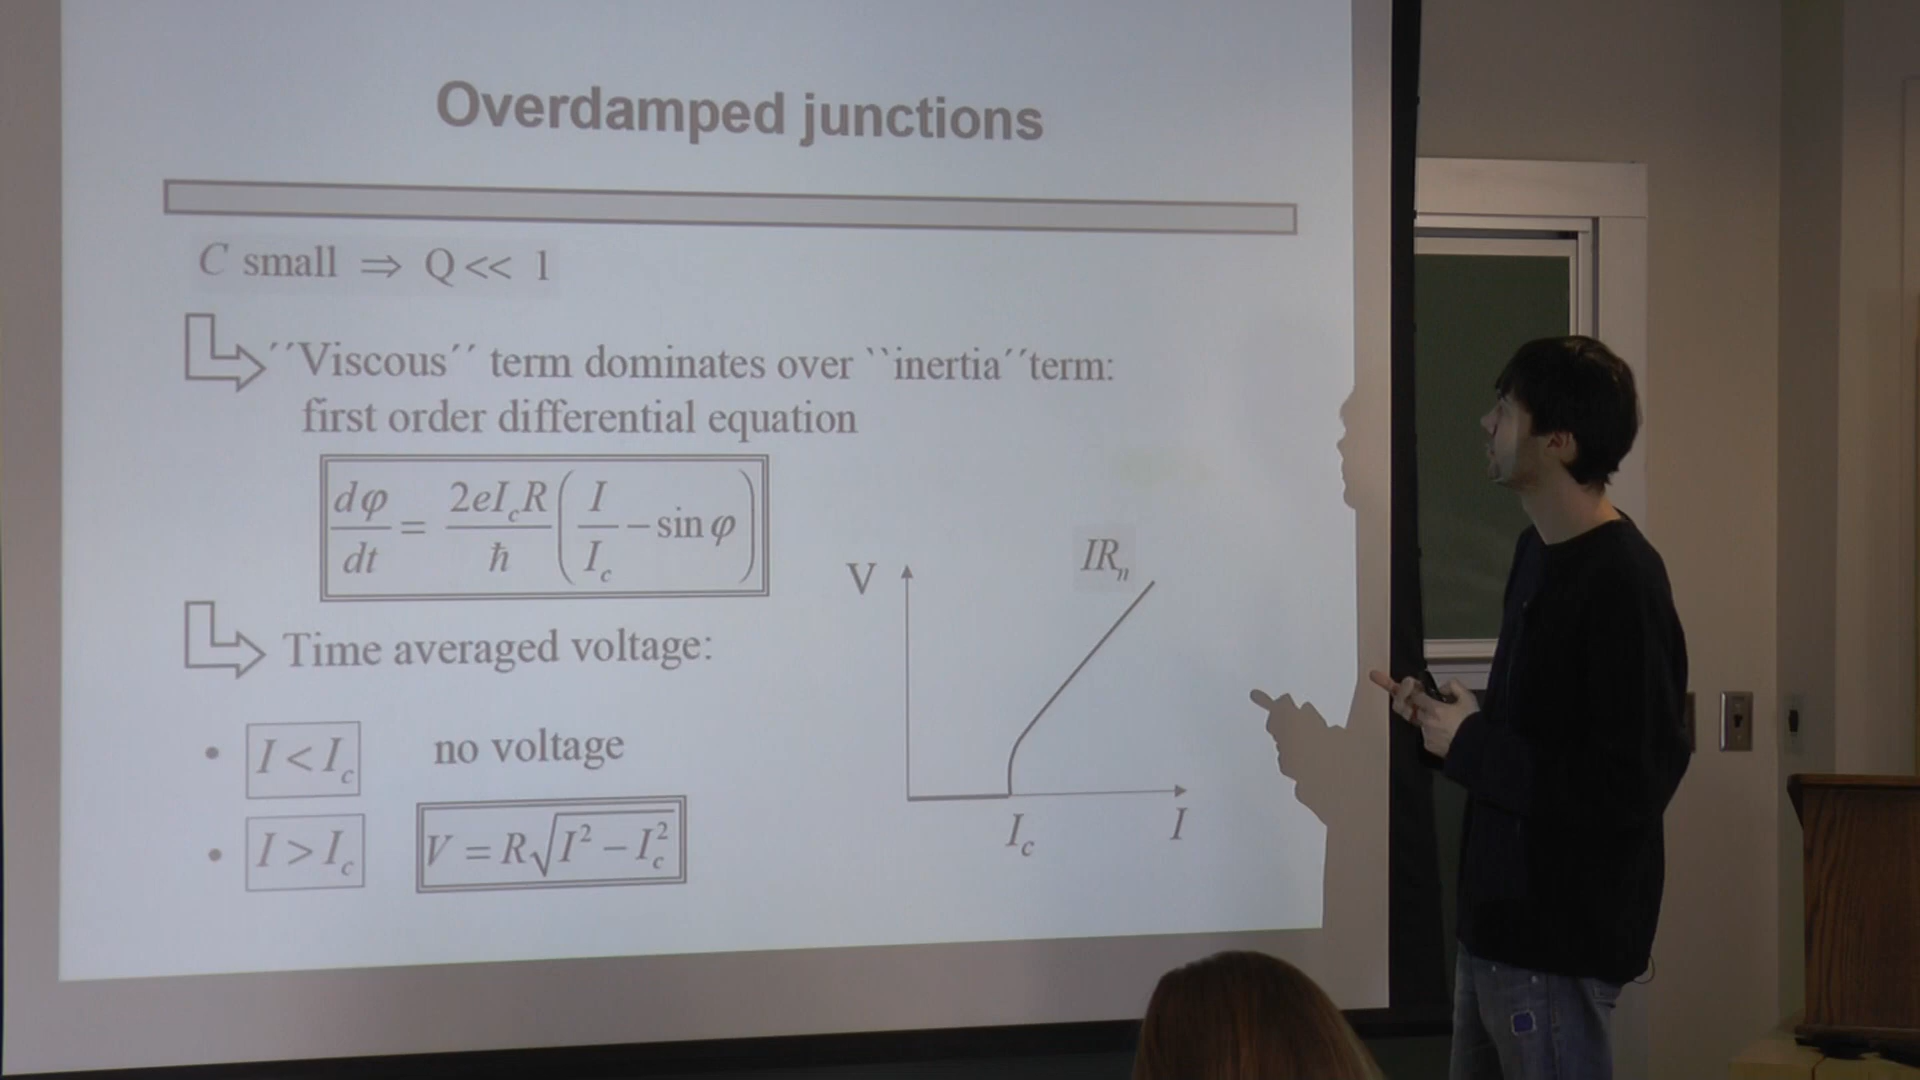 Overdamped junctions
C small ⇒ Q << 1
´´Viscous´´ term dominates over ``inertia´´term:
first order differential equation
dφ/dt = 2eI_cR/ħ (I/I_c − sin φ)
Time averaged voltage:
• I < I_c no voltage
• I > I_c V = R√(I² − I_c²)
V
IR_n
I_c
I